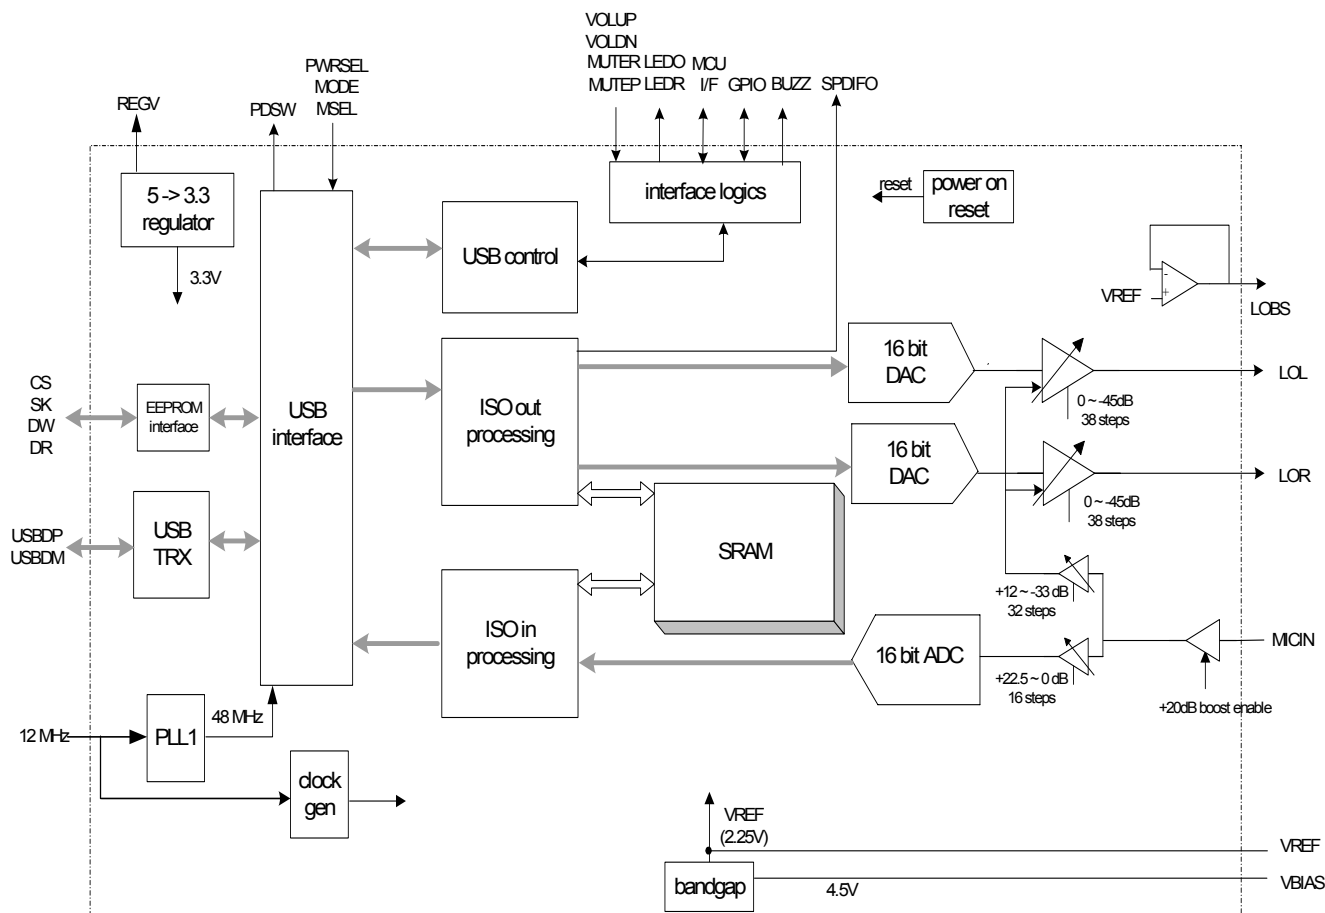 VOLUP
VOLDN
MUTER
MUTEP
LEDO
LEDR
MCU
I/F
GPIO
BUZZ
SPDIFO
PWRSEL
MODE
MSEL
REGV
PDSW
5 -> 3.3
regulator
3.3V
interface logics
reset
power on
reset
USB control
VREF
-
+
LOBS
16 bit
DAC
LOL
0 ~ -45dB
38 steps
CS
SK
DW
DR
EEPROM
interface
USB
interface
ISO out
processing
16 bit
DAC
LOR
0 ~ -45dB
38 steps
USBDP
USBDM
USB
TRX
SRAM
+12 ~ -33 dB
32 steps
ISO in
processing
16 bit ADC
MICIN
+22.5 ~ 0 dB
16 steps
+20dB boost enable
12 MHz
PLL1
48 MHz
clock
gen
VREF
(2.25V)
VREF
bandgap
4.5V
VBIAS